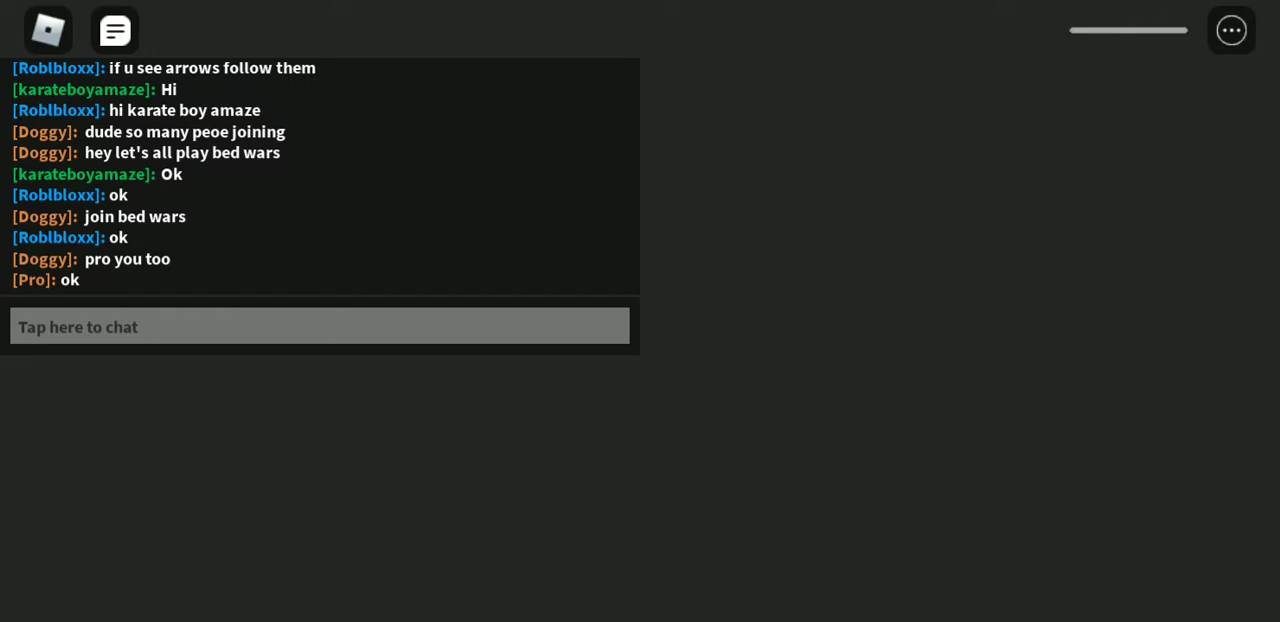 [Roblbloxx]: if u see arrows follow them
[karateboyamaze]: Hi
[Roblbloxx]: hi karate boy amaze
[Doggy]: dude so many peoe joining
[Doggy]: hey let's all play bed wars
[karateboyamaze]: Ok
[Roblbloxx]: ok
[Doggy]: join bed wars
[Roblbloxx]: ok
[Doggy]: pro you too
[Pro]: ok
Tap here to chat